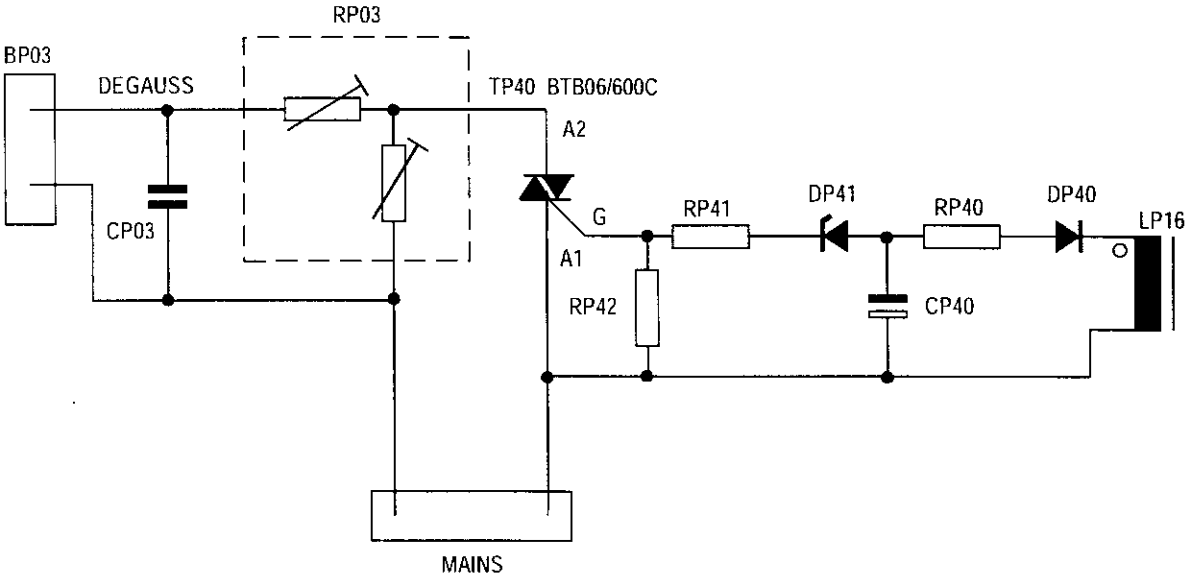 RP03
BP03
DEGAUSS
TP40 BTB06/600C
A2
CP03
G
A1
RP41
DP41
RP40
DP40
LP16
RP42
CP40
MAINS